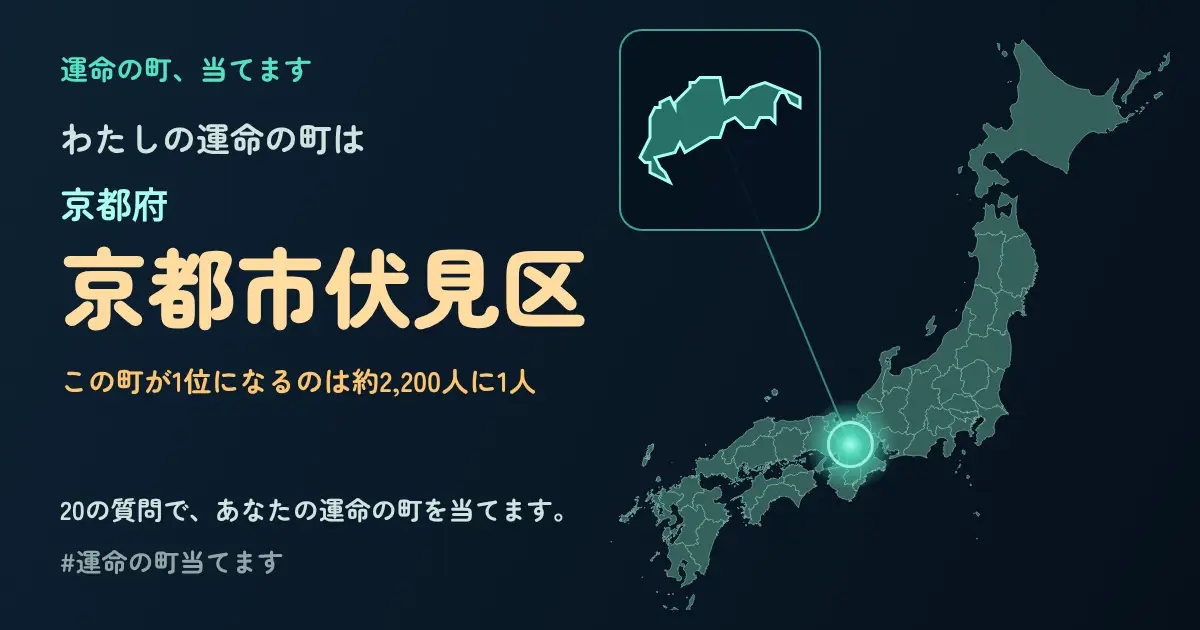 運命の町、当てます
わたしの運命の町は
京都府
京都市伏見区
この町が1位になるのは約2,200人に1人
20の質問で、あなたの運命の町を当てます。
#運命の町当てます